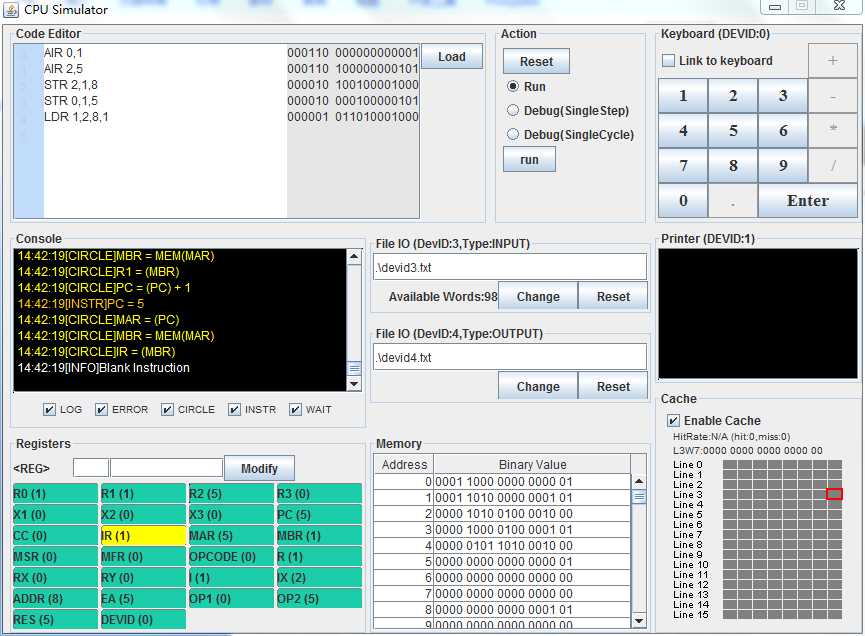 CPU Simulator
Code Editor
0 AIR 0,1 000110 000000000001
1 AIR 2,5 000110 100000000101
2 STR 2,1,8 000010 100100001000
3 STR 0,1,5 000010 000100000101
4 LDR 1,2,8,1 000001 011010001000
5
Load
Action
Reset
Run
Debug(SingleStep)
Debug(SingleCycle)
run
Keyboard (DEVID:0)
Link to keyboard +
1 2 3 -
4 5 6 *
7 8 9 /
0 . Enter
Console
14:42:19[CIRCLE]MBR = MEM(MAR)
14:42:19[CIRCLE]R1 = (MBR)
14:42:19[CIRCLE]PC = (PC) + 1
14:42:19[INSTR]PC = 5
14:42:19[CIRCLE]MAR = (PC)
14:42:19[CIRCLE]MBR = MEM(MAR)
14:42:19[CIRCLE]IR = (MBR)
14:42:19[INFO]Blank Instruction
LOG ERROR CIRCLE INSTR WAIT
File IO (DevID:3,Type:INPUT)
.\devid3.txt
Available Words:98 Change Reset
File IO (DevID:4,Type:OUTPUT)
.\devid4.txt
Change Reset
Printer (DEVID:1)
Registers
<REG> Modify
R0 (1) R1 (1) R2 (5) R3 (0)
X1 (0) X2 (0) X3 (0) PC (5)
CC (0) IR (1) MAR (5) MBR (1)
MSR (0) MFR (0) OPCODE (0) R (1)
RX (0) RY (0) I (1) IX (2)
ADDR (8) EA (5) OP1 (0) OP2 (5)
RES (5) DEVID (0)
Memory
Address Binary Value
0 0001 1000 0000 0000 01
1 0001 1010 0000 0001 01
2 0000 1010 0100 0010 00
3 0000 1000 0100 0001 01
4 0000 0101 1010 0010 00
5 0000 0000 0000 0000 01
6 0000 0000 0000 0000 00
7 0000 0000 0000 0000 00
8 0000 0000 0000 0001 01
9 0000 0000 0000 0000 00
Cache
Enable Cache
HitRate:N/A (hit:0,miss:0)
L3W7:0000 0000 0000 0000 00
Line 0
Line 1
Line 2
Line 3
Line 4
Line 5
Line 6
Line 7
Line 8
Line 9
Line 10
Line 11
Line 12
Line 13
Line 14
Line 15